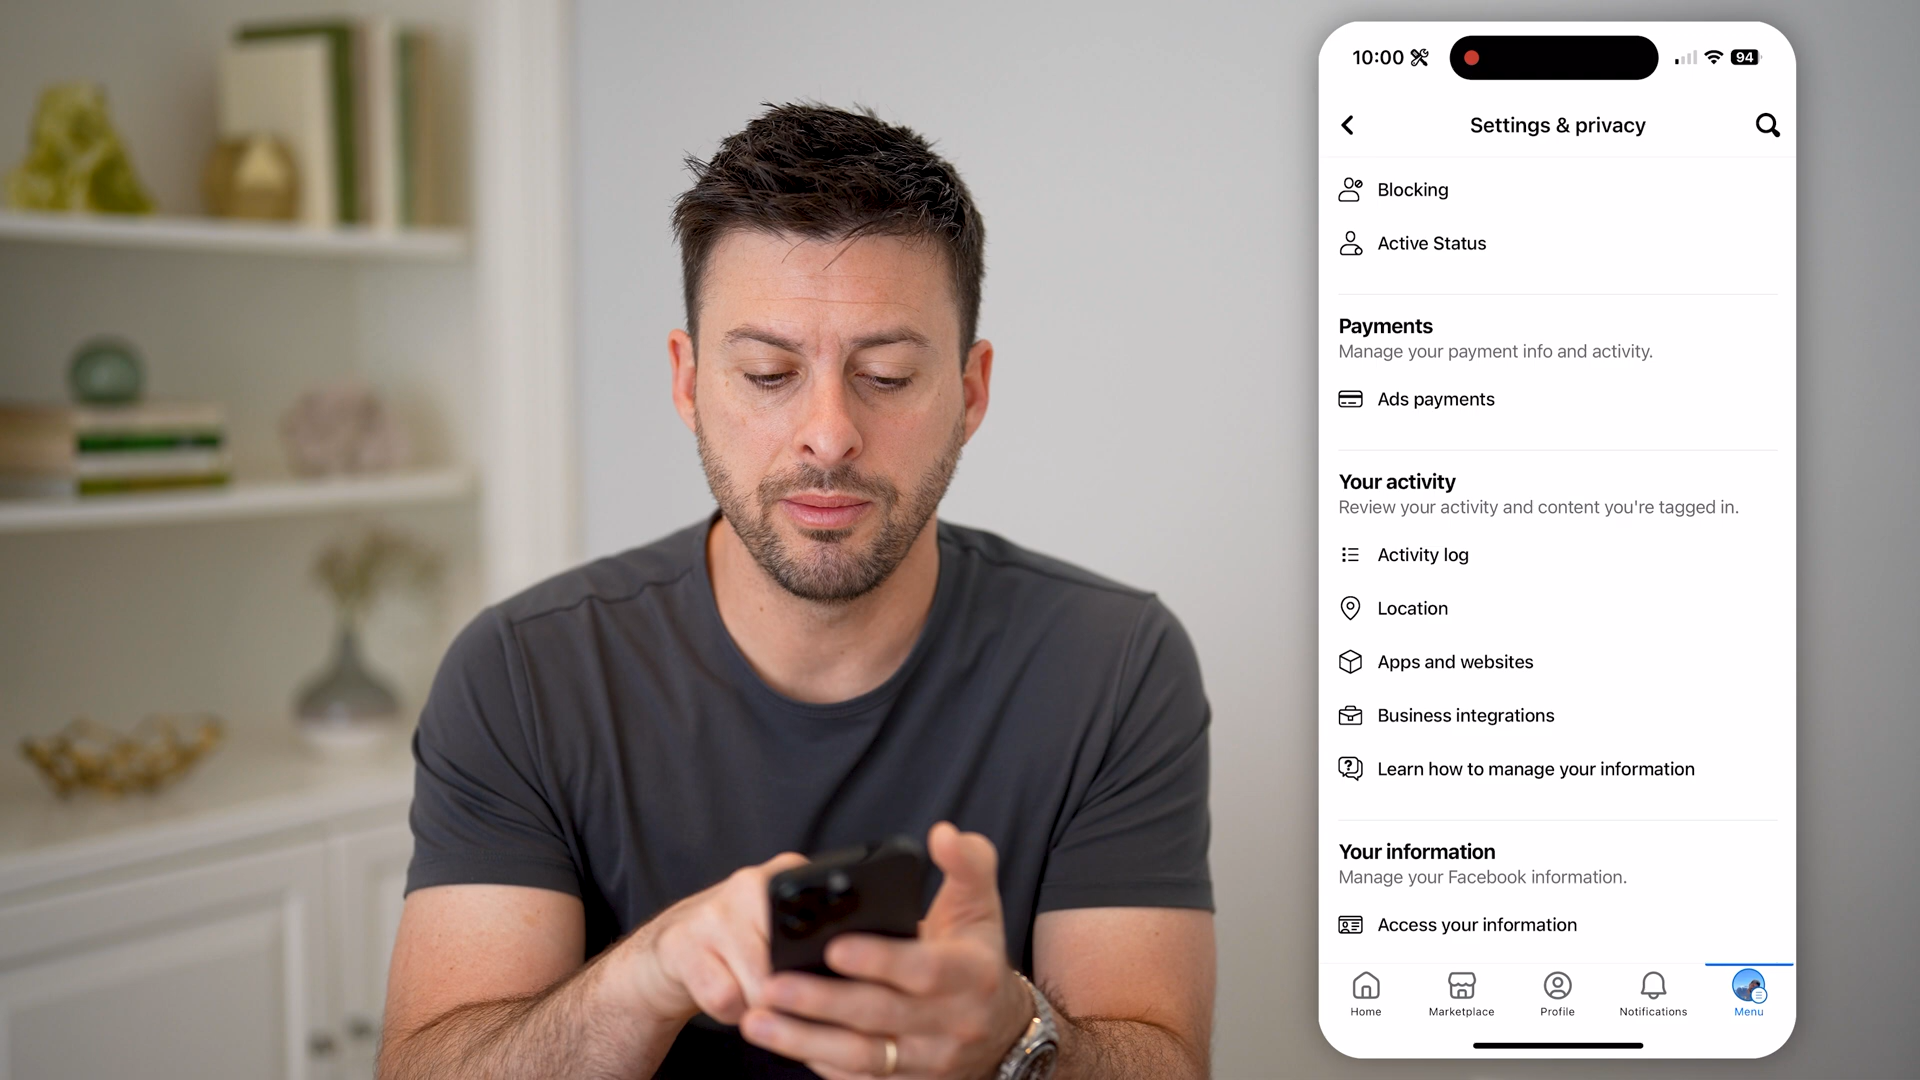 10:00
94
Settings & privacy
Blocking
Active Status
Payments
Manage your payment info and activity.
Ads payments
Your activity
Review your activity and content you're tagged in.
Activity log
Location
Apps and websites
Business integrations
Learn how to manage your information
Your information
Manage your Facebook information.
Access your information
Home Marketplace Profile Notifications Menu